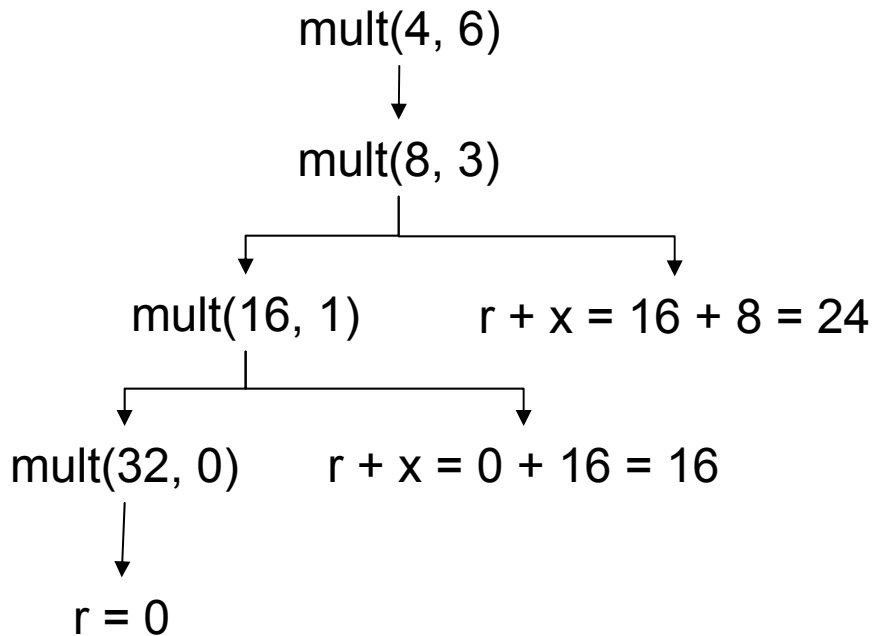 mult(4, 6)
mult(8, 3)
mult(16, 1)
r + x = 16 + 8 = 24
mult(32, 0)
r + x = 0 + 16 = 16
r = 0